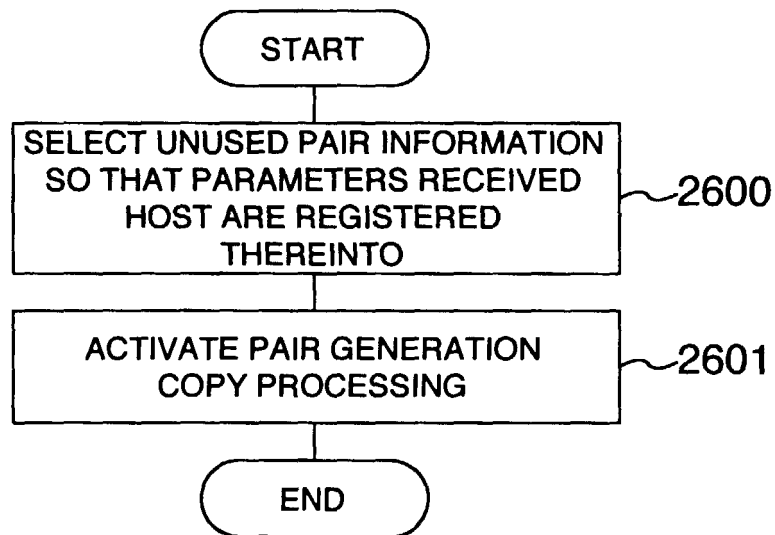 START
SELECT UNUSED PAIR INFORMATION
SO THAT PARAMETERS RECEIVED
HOST ARE REGISTERED
THEREINTO
2600
ACTIVATE PAIR GENERATION
COPY PROCESSING
2601
END